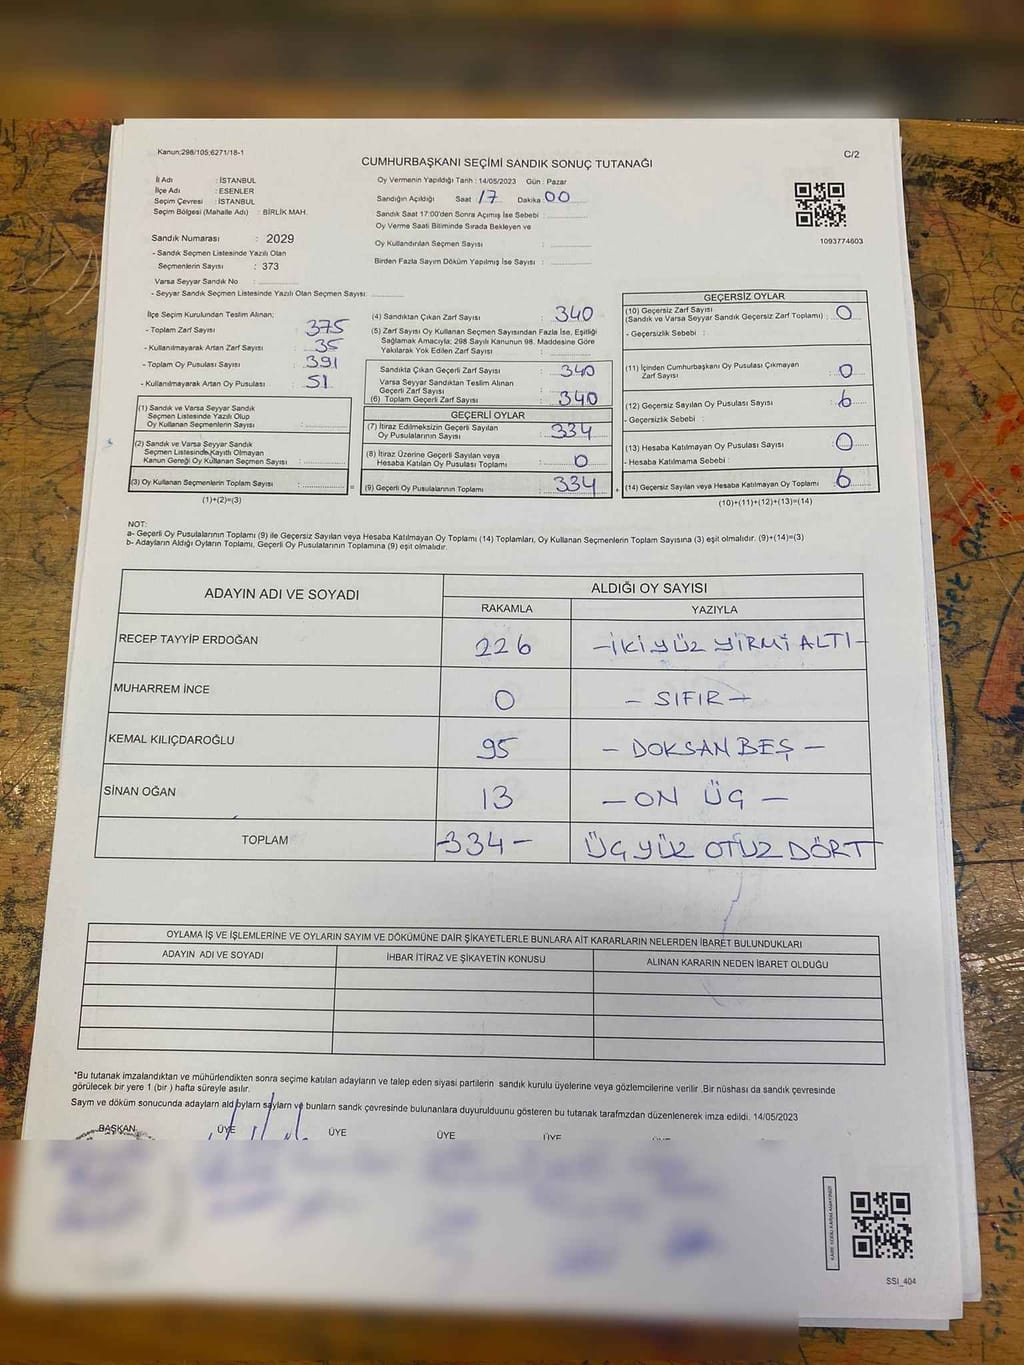 Kanun:298/105;6271/18-1
C/2
CUMHURBAŞKANI SEÇİMİ SANDIK SONUÇ TUTANAĞI
İl Adı : İSTANBUL
İlçe Adı : ESENLER
Seçim Çevresi : İSTANBUL
Seçim Bölgesi (Mahalle Adı) : BİRLİK MAH.
Oy Vermenin Yapıldığı Tarih : 14/05/2023 Gün : Pazar
Sandığın Açıldığı Saat 17 Dakika 00
Sandık Saat 17:00'den Sonra Açımış İse Sebebi :
Oy Verme Saati Bitiminde Sırada Bekleyen ve
Oy Kullandırılan Seçmen Sayısı :
Birden Fazla Sayım Döküm Yapılmış İse Sayısı :
1093774603
Sandık Numarası : 2029
- Sandık Seçmen Listesinde Yazılı Olan
Seçmenlerin Sayısı : 373
Varsa Seyyar Sandık No :
- Seyyar Sandık Seçmen Listesinde Yazılı Olan Seçmen Sayısı:
İlçe Seçim Kurulundan Teslim Alınan:
- Toplam Zarf Sayısı : 375
- Kullanılmayarak Artan Zarf Sayısı : 35
- Toplam Oy Pusulası Sayısı : 391
- Kullanılmayarak Artan Oy Pusulası : 51
(1) Sandık ve Varsa Seyyar Sandık
Seçmen Listesinde Yazılı Olup
Oy Kullanan Seçmenlerin Sayısı :
(2) Sandık ve Varsa Seyyar Sandık
Seçmen Listesinde Kayıtlı Olmayan
Kanun Gereği Oy Kullanan Seçmen Sayısı :
(3) Oy Kullanan Seçmenlerin Toplam Sayısı :
(1)+(2)=(3)
(4) Sandıktan Çıkan Zarf Sayısı : 340
(5) Zarf Sayısı Oy Kullanan Seçmen Sayısından Fazla İse, Eşitliği
Sağlamak Amacıyla; 298 Sayılı Kanunun 98. Maddesine Göre
Yakılarak Yok Edilen Zarf Sayısı :
Sandıkta Çıkan Geçerli Zarf Sayısı : 340
Varsa Seyyar Sandıktan Teslim Alınan
Geçerli Zarf Sayısı :
(6) Toplam Geçerli Zarf Sayısı : 340
GEÇERLİ OYLAR
(7) İtiraz Edilmeksizin Geçerli Sayılan
Oy Pusulalarının Sayısı : 334
(8) İtiraz Üzerine Geçerli Sayılan veya
Hesaba Katılan Oy Pusulası Toplamı : 0
(9) Geçerli Oy Pusulalarının Toplamı : 334
GEÇERSİZ OYLAR
(10) Geçersiz Zarf Sayısı
(Sandık ve Varsa Seyyar Sandık Geçersiz Zarf Toplamı) : 0
- Geçersizlik Sebebi :
(11) İçinden Cumhurbaşkanı Oy Pusulası Çıkmayan
Zarf Sayısı : 0
(12) Geçersiz Sayılan Oy Pusulası Sayısı : 6
- Geçersizlik Sebebi :
(13) Hesaba Katılmayan Oy Pusulası Sayısı : 0
- Hesaba Katılmama Sebebi :
(14) Geçersiz Sayılan veya Hesaba Katılmayan Oy Toplamı : 6
(10)+(11)+(12)+(13)=(14)
NOT:
a- Geçerli Oy Pusulalarının Toplamı (9) ile Geçersiz Sayılan veya Hesaba Katılmayan Oy Toplamı (14) Toplamları, Oy Kullanan Seçmenlerin Toplam Sayısına (3) eşit olmalıdır. (9)+(14)=(3)
b- Adayların Aldığı Oyların Toplamı, Geçerli Oy Pusulalarının Toplamına (9) eşit olmalıdır.
ADAYIN ADI VE SOYADI
ALDIĞI OY SAYISI
RAKAMLA YAZIYLA
RECEP TAYYİP ERDOĞAN 226 -İKİ YÜZ YİRMİ ALTI-
MUHARREM İNCE 0 - SIFIR -
KEMAL KILIÇDAROĞLU 95 - DOKSAN BEŞ -
SİNAN OĞAN 13 - ON ÜÇ -
TOPLAM -334- ÜÇ YÜZ OTUZ DÖRT
OYLAMA İŞ VE İŞLEMLERİNE VE OYLARIN SAYIM VE DÖKÜMÜNE DAİR ŞİKAYETLERLE BUNLARA AİT KARARLARIN NELERDEN İBARET BULUNDUKLARI
ADAYIN ADI VE SOYADI İHBAR İTİRAZ VE ŞİKAYETİN KONUSU ALINAN KARARIN NEDEN İBARET OLDUĞU
*Bu tutanak imzalandıktan ve mühürlendikten sonra seçime katılan adayların ve talep eden siyasi partilerin sandık kurulu üyelerine veya gözlemcilerine verilir .Bir nüshası da sandık çevresinde
görülecek bir yere 1 (bir ) hafta süreyle asılır.
Saym ve döküm sonucunda adaylarn ald oylarn saylarn ve bunlarn sandk çevresinde bulunanlara duyurulduunu gösteren bu tutanak tarafmzdan düzenlenerek imza edildi. 14/05/2023
BAŞKAN ÜYE ÜYE ÜYE ÜYE
SSI_404